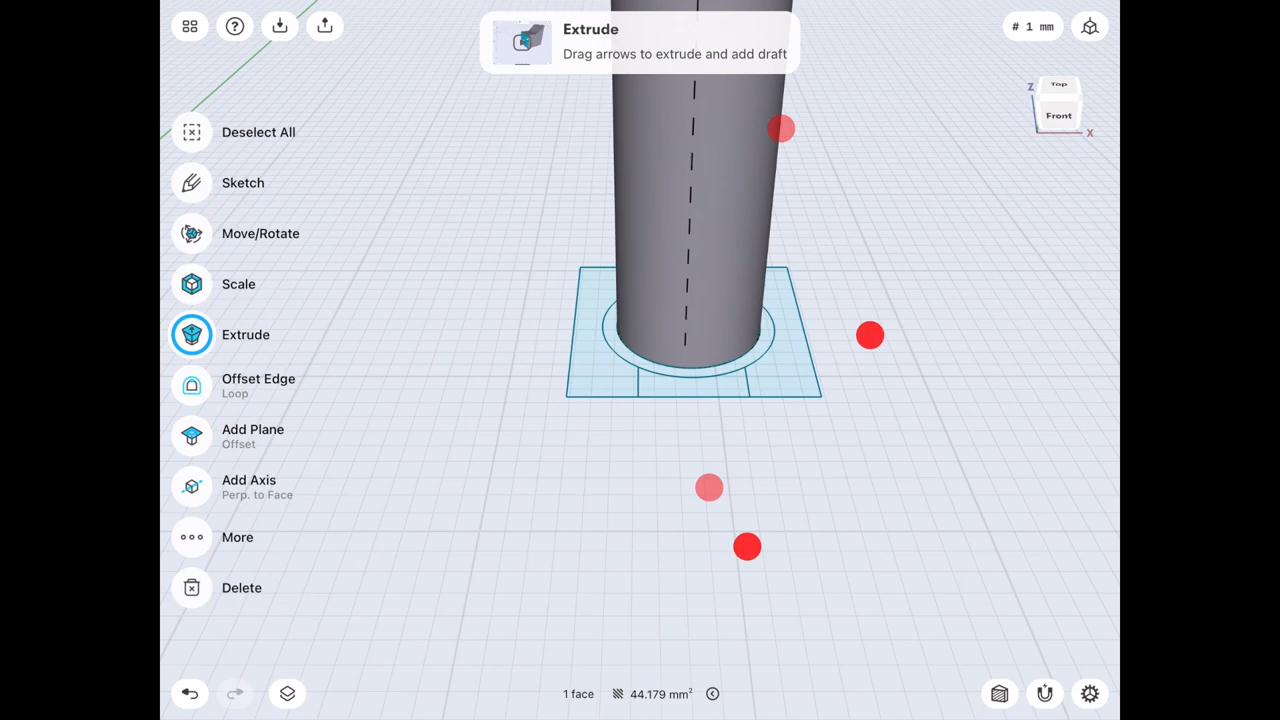 Extrude
Drag arrows to extrude and add draft
# 1 mm
Top
Z
Front
X
Deselect All
Sketch
Move/Rotate
Scale
Extrude
Offset Edge
Loop
Add Plane
Offset
Add Axis
Perp. to Face
More
Delete
1 face 44.179 mm²